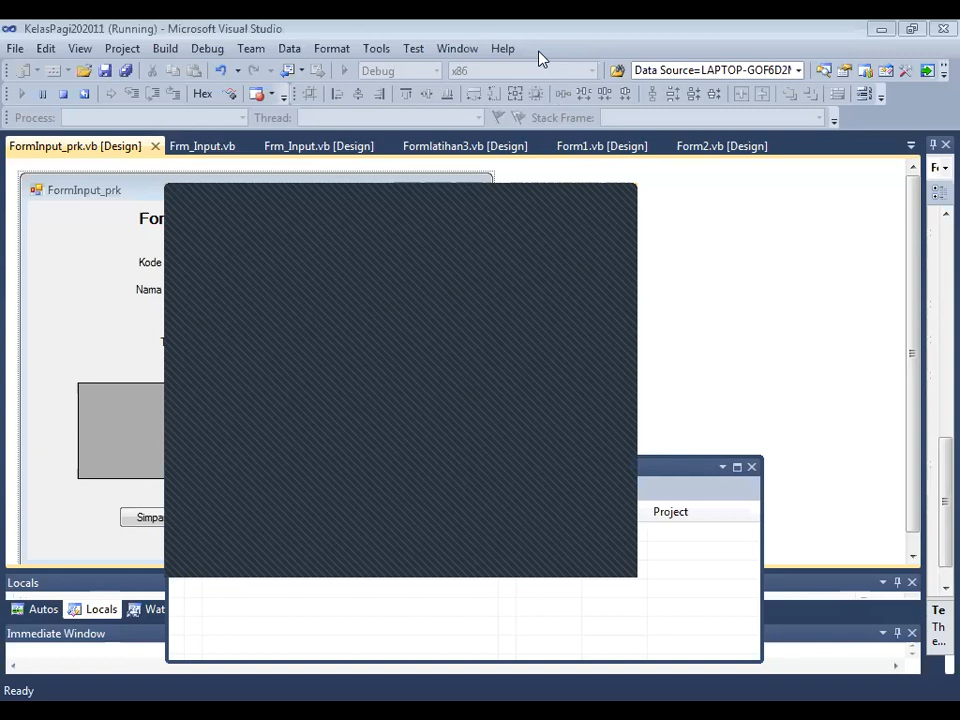 KelasPagi202011 (Running) - Microsoft Visual Studio
File Edit View Project Build Debug Team Data Format Tools Test Window Help
Debug x86 Data Source=LAPTOP-GOF6D2
Hex
Process: Thread: Stack Frame:
FormInput_prk.vb [Design] Frm_Input.vb Frm_Input.vb [Design] Formlatihan3.vb [Design] Form1.vb [Design] Form2.vb [Design]
FormInput_prk
For
Kode
Nama
T
Simpa
Project
Locals
Autos Locals Wat
Immediate Window
Te
Th
e...
Ready